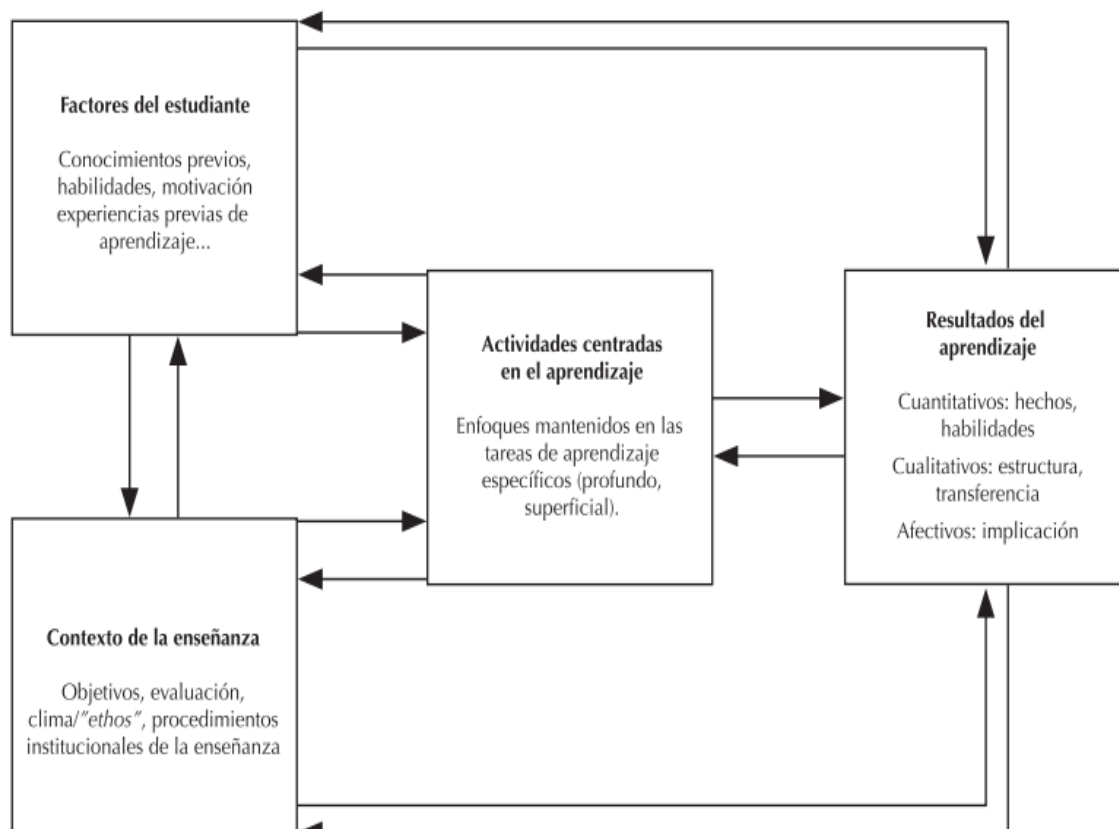 Factores del estudiante
Conocimientos previos,
habilidades, motivación
experiencias previas de
aprendizaje...
Actividades centradas
en el aprendizaje
Enfoques mantenidos en las
tareas de aprendizaje
específicos (profundo,
superficial).
Resultados del
aprendizaje
Cuantitativos: hechos,
habilidades
Cualitativos: estructura,
transferencia
Afectivos: implicación
Contexto de la enseñanza
Objetivos, evaluación,
clima/"ethos", procedimientos
institucionales de la enseñanza